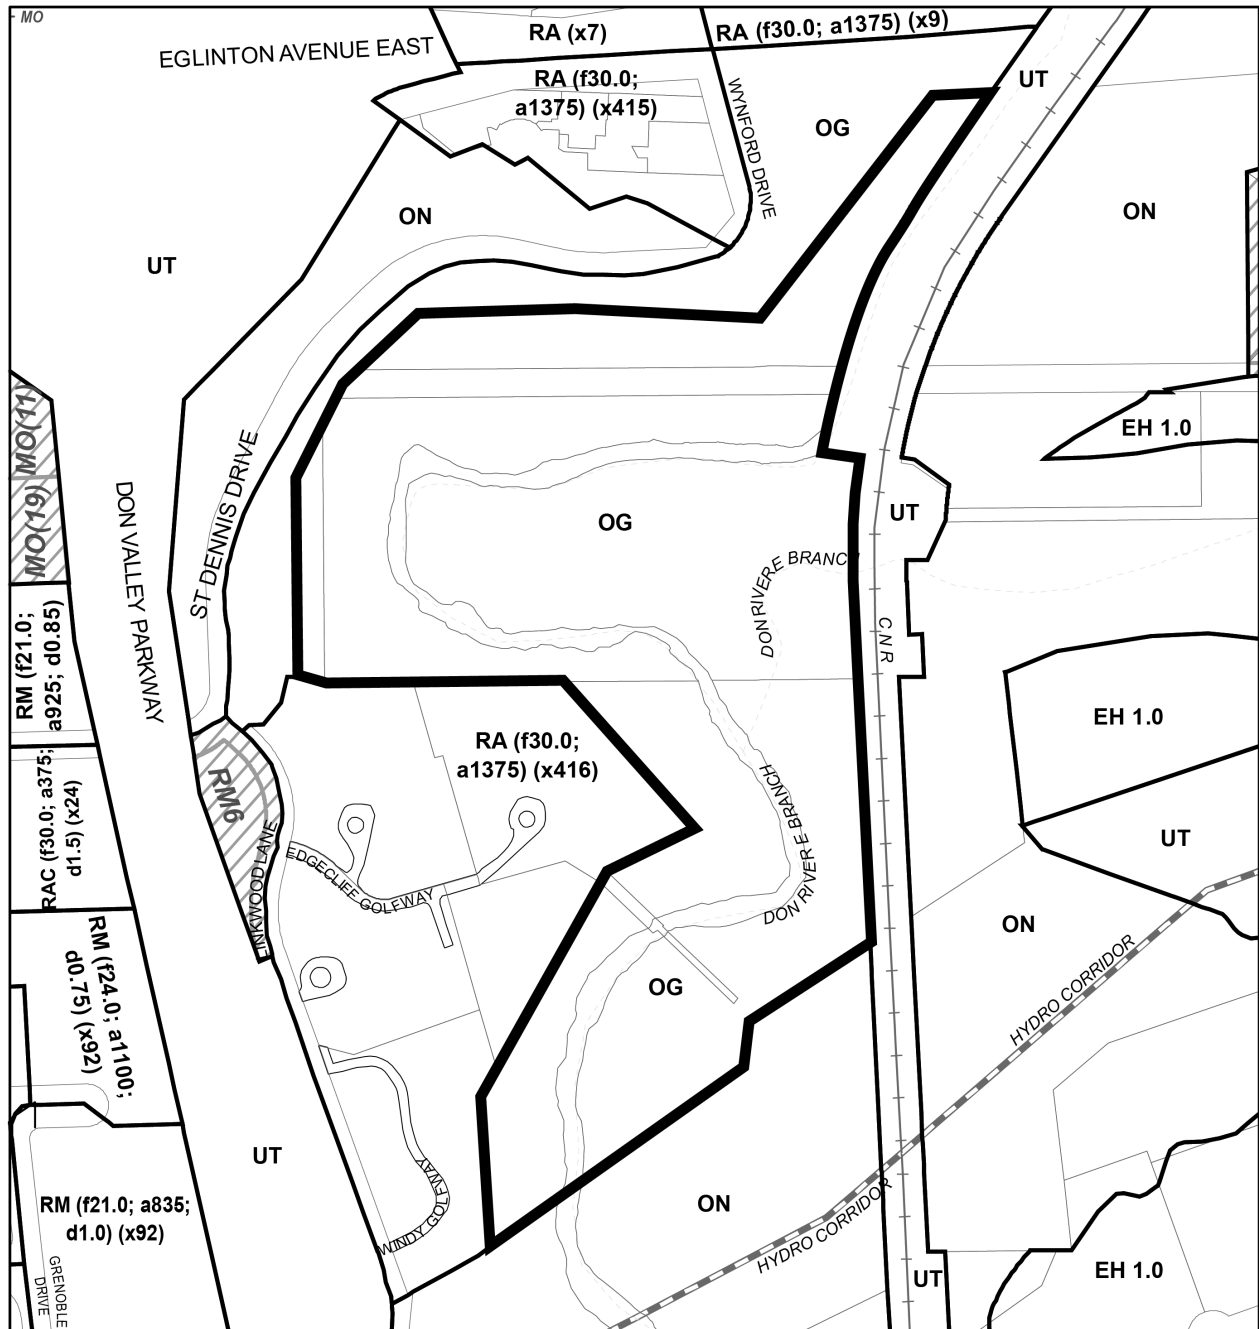 MO
EGLINTON AVENUE EAST
RA (x7)
RA (f30.0; a1375) (x9)
RA (f30.0;
a1375) (x415)
WYNFORD DRIVE
OG
UT
ON
ON
UT
MO(11)
MO(19)
DON VALLEY PARKWAY
ST DENNIS DRIVE
EH 1.0
OG
UT
DON RIVER E BRANCH
CNR
RM (f21.0;
a925; d0.85)
EH 1.0
RA (f30.0;
a1375) (x416)
RAC (f30.0; a375;
d1.5) (x24)
RM6
LINKWOOD LANE
EDGECLIFF GOLFWAY
DON RIVER E BRANCH
UT
RM (f24.0; a1100;
d0.75) (x92)
OG
ON
HYDRO CORRIDOR
UT
WINDY GOLFWAY
RM (f21.0; a835;
d1.0) (x92)
ON
HYDRO CORRIDOR
GRENOBLE
DRIVE
UT
EH 1.0